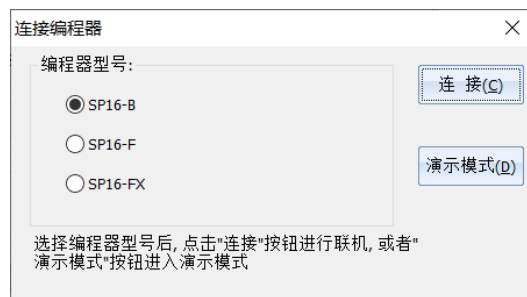 连接编程器
编程器型号:
SP16-B
SP16-F
SP16-FX
连 接(C)
演示模式(D)
选择编程器型号后, 点击"连接"按钮进行联机, 或者"
演示模式"按钮进入演示模式